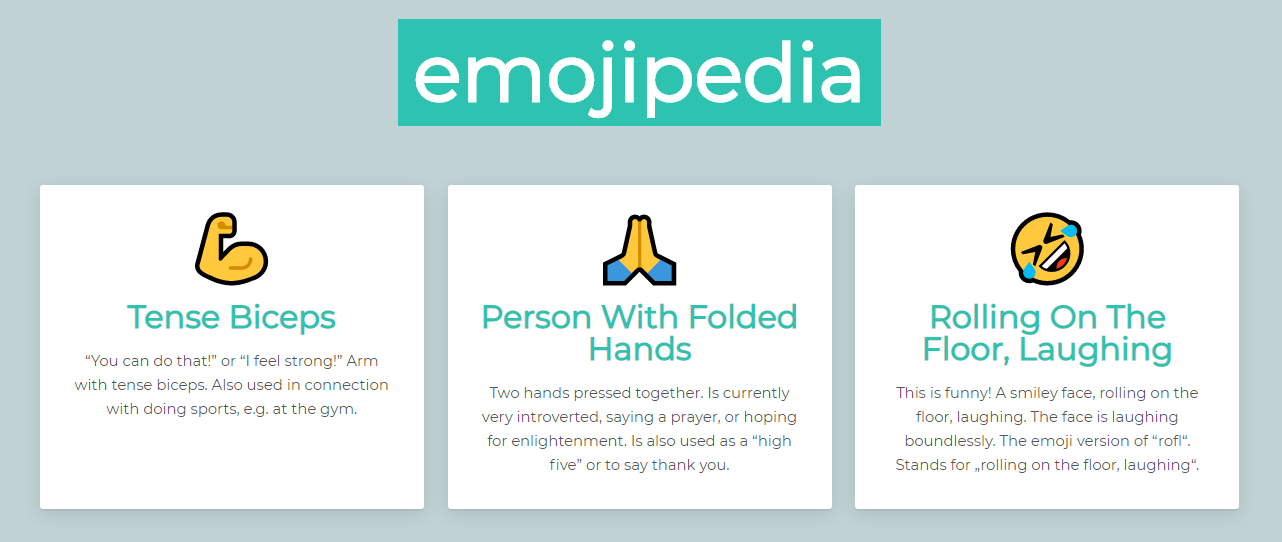 emojipedia
Tense Biceps
“You can do that!” or “I feel strong!” Arm
with tense biceps. Also used in connection
with doing sports, e.g. at the gym.
Person With Folded
Hands
Two hands pressed together. Is currently
very introverted, saying a prayer, or hoping
for enlightenment. Is also used as a “high
five” or to say thank you.
Rolling On The
Floor, Laughing
This is funny! A smiley face, rolling on the
floor, laughing. The face is laughing
boundlessly. The emoji version of “rofl“.
Stands for „rolling on the floor, laughing“.